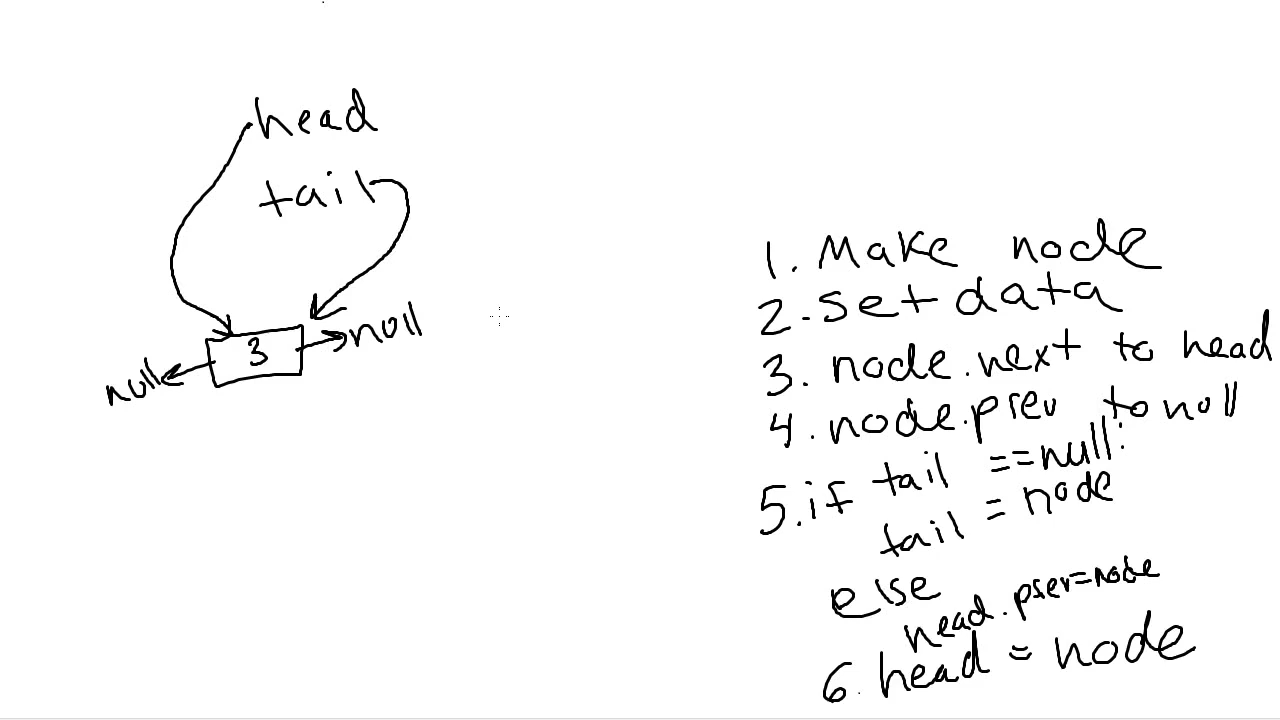 head
tail
null
3
null
1. Make node
2. set data
3. node.next to head
4. node.prev to null
5. if tail ==null:
tail = node
else
head.prev=node
6. head = node